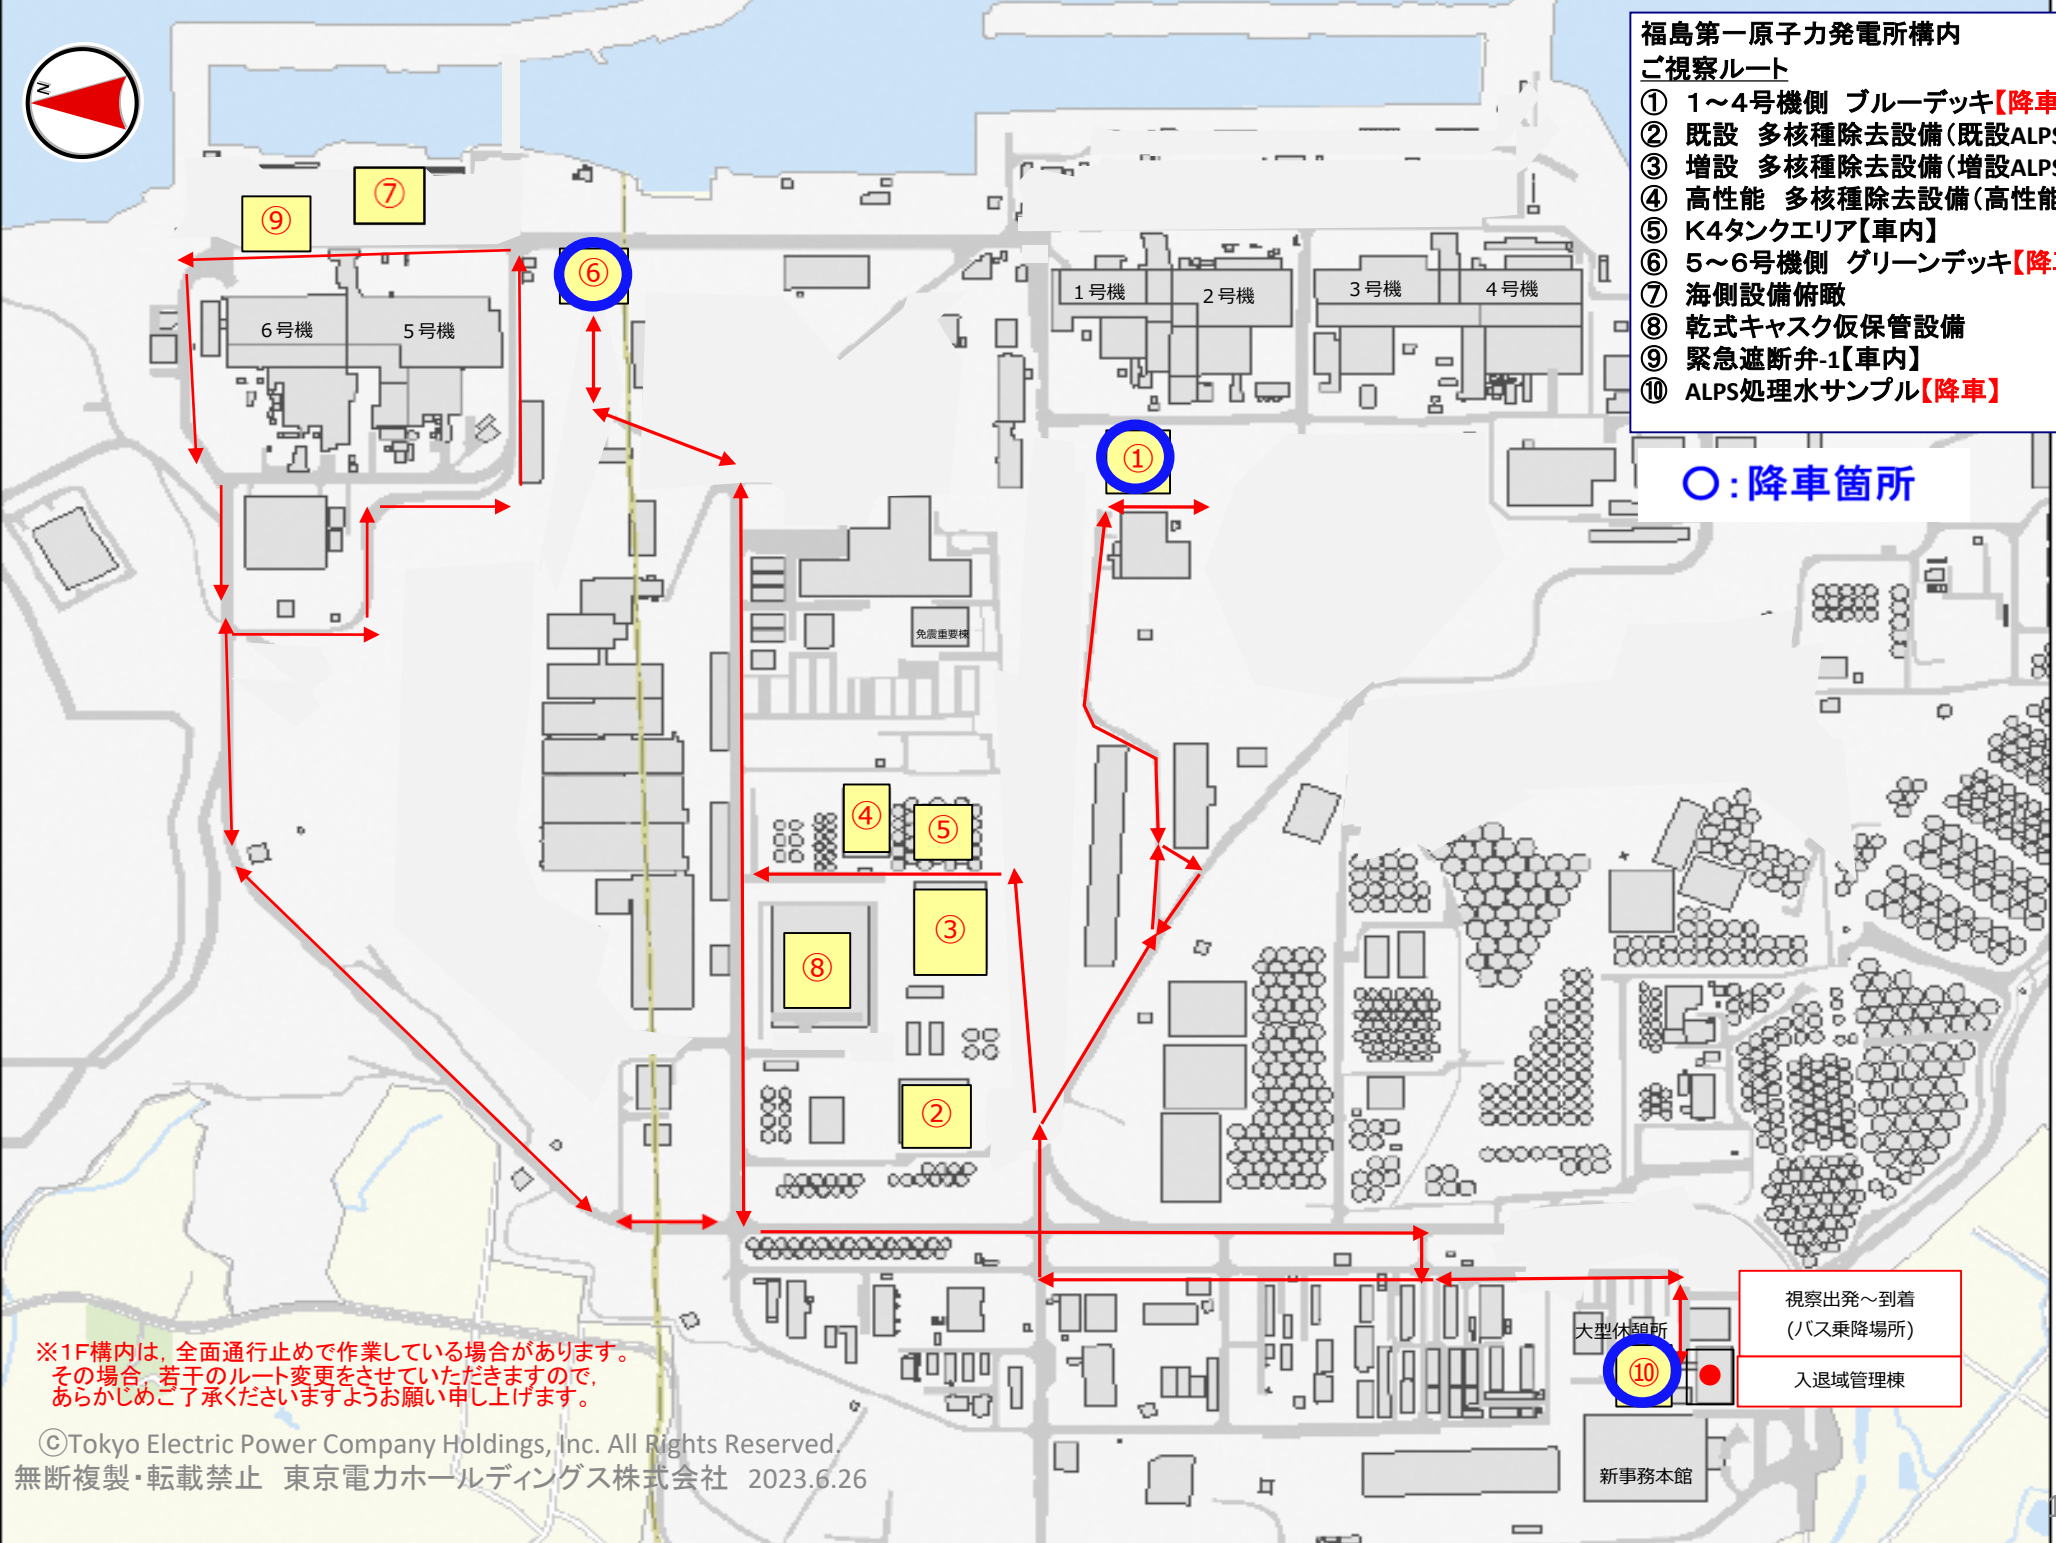 N
福島第一原子力発電所構内
ご視察ルート
① 1～4号機側 ブルーデッキ【降車
② 既設 多核種除去設備（既設ALPS
③ 増設 多核種除去設備（増設ALPS
④ 高性能 多核種除去設備（高性能
⑤ K4タンクエリア【車内】
⑥ 5～6号機側 グリーンデッキ【降
⑦ 海側設備俯瞰
⑧ 乾式キャスク仮保管設備
⑨ 緊急遮断弁-1【車内】
⑩ ALPS処理水サンプル【降車】
○：降車箇所
⑦
⑨
⑥
6号機
5号機
1号機
2号機
3号機
4号機
①
免震重要棟
④
⑤
③
⑧
②
視察出発～到着
(バス乗降場所)
入退域管理棟
大型休憩所
⑩
新事務本館
※1F構内は、全面通行止めで作業している場合があります。
その場合、若干のルート変更をさせていただきますので、
あらかじめご了承くださいますようお願い申し上げます。
©Tokyo Electric Power Company Holdings, Inc. All Rights Reserved.
無断複製・転載禁止 東京電力ホールディングス株式会社 2023.6.26